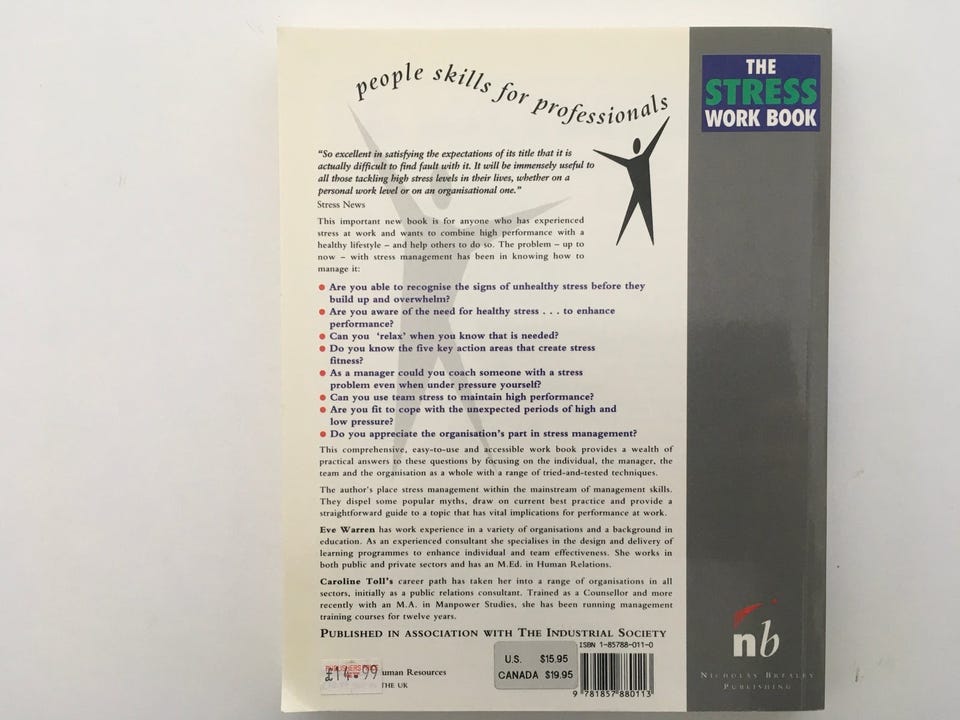 people skills for professionals
THE
STRESS
WORK BOOK
“So excellent in satisfying the expectations of its title that it is
actually difficult to find fault with it. It will be immensely useful to
all those tackling high stress levels in their lives, whether on a
personal work level or on an organisational one.”
Stress News
This important new book is for anyone who has experienced
stress at work and wants to combine high performance with a
healthy lifestyle – and help others to do so. The problem – up to
now – with stress management has been in knowing how to
manage it:
● Are you able to recognise the signs of unhealthy stress before they
build up and overwhelm?
● Are you aware of the need for healthy stress . . . to enhance
performance?
● Can you 'relax' when you know that is needed?
● Do you know the five key action areas that create stress
fitness?
● As a manager could you coach someone with a stress
problem even when under pressure yourself?
● Can you use team stress to maintain high performance?
● Are you fit to cope with the unexpected periods of high and
low pressure?
● Do you appreciate the organisation's part in stress management?
This comprehensive, easy-to-use and accessible work book provides a wealth of
practical answers to these questions by focusing on the individual, the manager, the
team and the organisation as a whole with a range of tried-and-tested techniques.
The author's place stress management within the mainstream of management skills.
They dispel some popular myths, draw on current best practice and provide a
straightforward guide to a topic that has vital implications for performance at work.
Eve Warren has work experience in a variety of organisations and a background in
education. As an experienced consultant she specialises in the design and delivery of
learning programmes to enhance individual and team effectiveness. She works in
both public and private sectors and has an M.Ed. in Human Relations.
Caroline Toll's career path has taken her into a range of organisations in all
sectors, initially as a public relations consultant. Trained as a Counsellor and more
recently with an M.A. in Manpower Studies, she has been running management
training courses for twelve years.
PUBLISHED IN ASSOCIATION WITH THE INDUSTRIAL SOCIETY
ISBN 1-85788-011-0
U.S. $15.95
CANADA $19.95
9 781857 880113
£14.99
Human Resources
THE UK
nb
NICHOLAS BREALEY
PUBLISHING